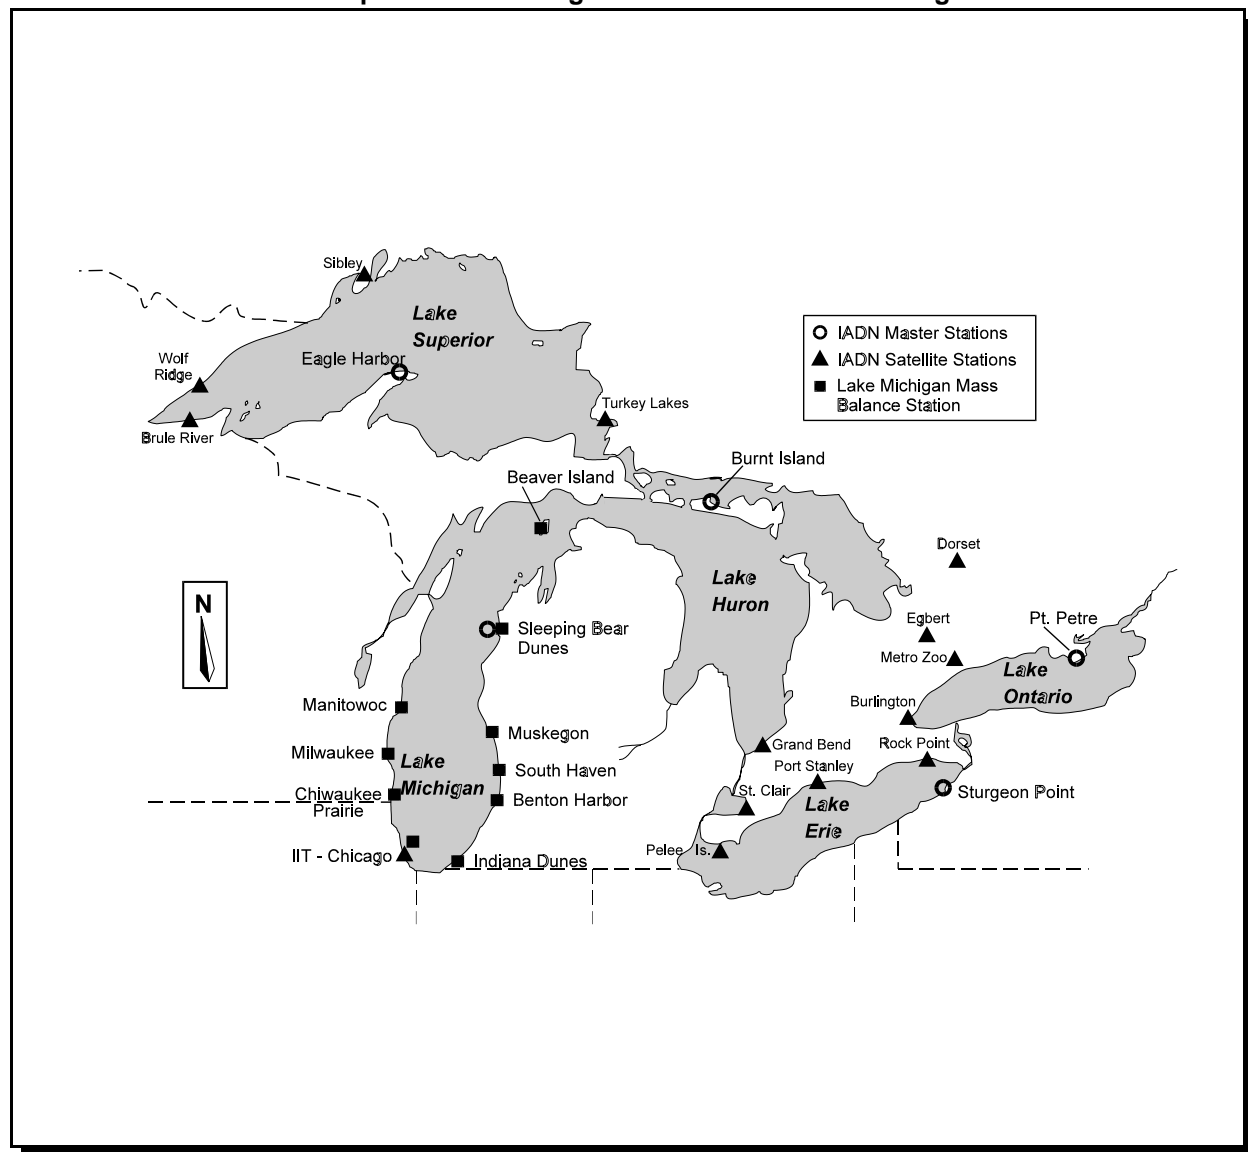 Sibley
Lake
Superior
Eagle Harbor
Wolf
Ridge
Brule River
Turkey Lakes
IADN Master Stations
IADN Satellite Stations
Lake Michigan Mass
Balance Station
Burnt Island
Beaver Island
Dorset
Lake
Huron
N
Egbert
Pt. Petre
Sleeping Bear
Dunes
Metro Zoo
Lake
Ontario
Manitowoc
Burlington
Muskegon
Grand Bend
Rock Point
Milwaukee
Lake
Michigan
South Haven
Port Stanley
Chiwaukee
Prairie
Benton Harbor
St. Clair
Lake
Erie
Sturgeon Point
IIT - Chicago
Indiana Dunes
Pelee Is.